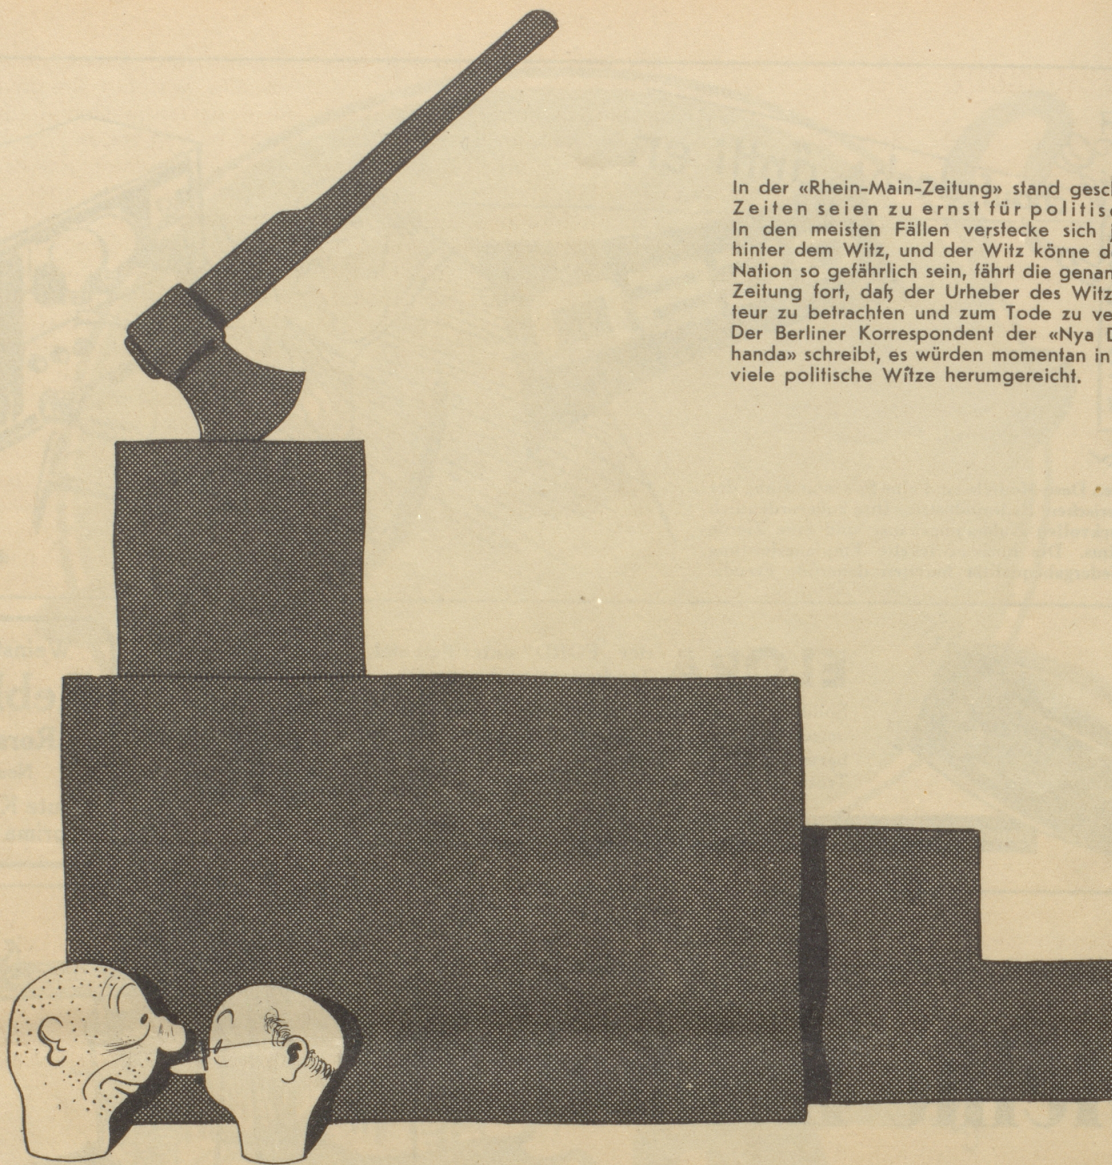 In der «Rhein-Main-Zeitung» stand gesch
Zeiten seien zu ernst für politisc
In den meisten Fällen verstecke sich j
hinter dem Witz, und der Witz könne d
Nation so gefährlich sein, fährt die genan
Zeitung fort, daß der Urheber des Witz
teur zu betrachten und zum Tode zu ve
Der Berliner Korrespondent der «Nya D
handa» schreibt, es würden momentan in
viele politische Witze herumgereicht.